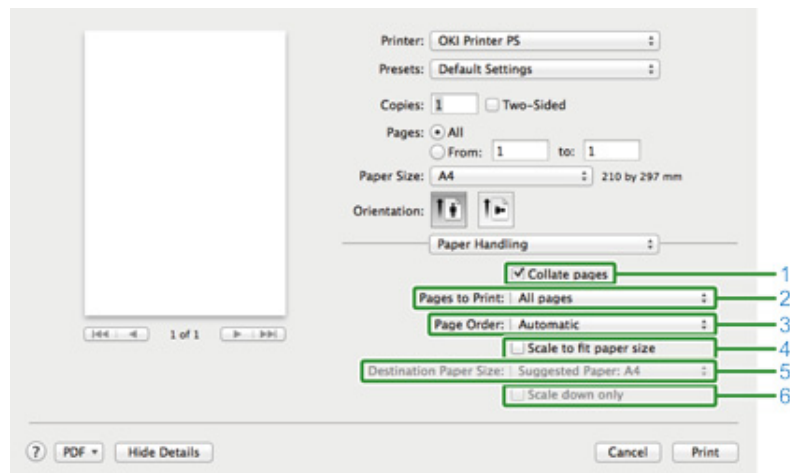 Printer: OKI Printer PS
Presets: Default Settings
Copies: 1 Two-Sided
Pages: All
From: 1 to: 1
Paper Size: A4 210 by 297 mm
Orientation:
Paper Handling
Collate pages 1
Pages to Print: All pages 2
Page Order: Automatic 3
1 of 1
Scale to fit paper size 4
Destination Paper Size: Suggested Paper: A4 5
Scale down only 6
? PDF Hide Details Cancel Print